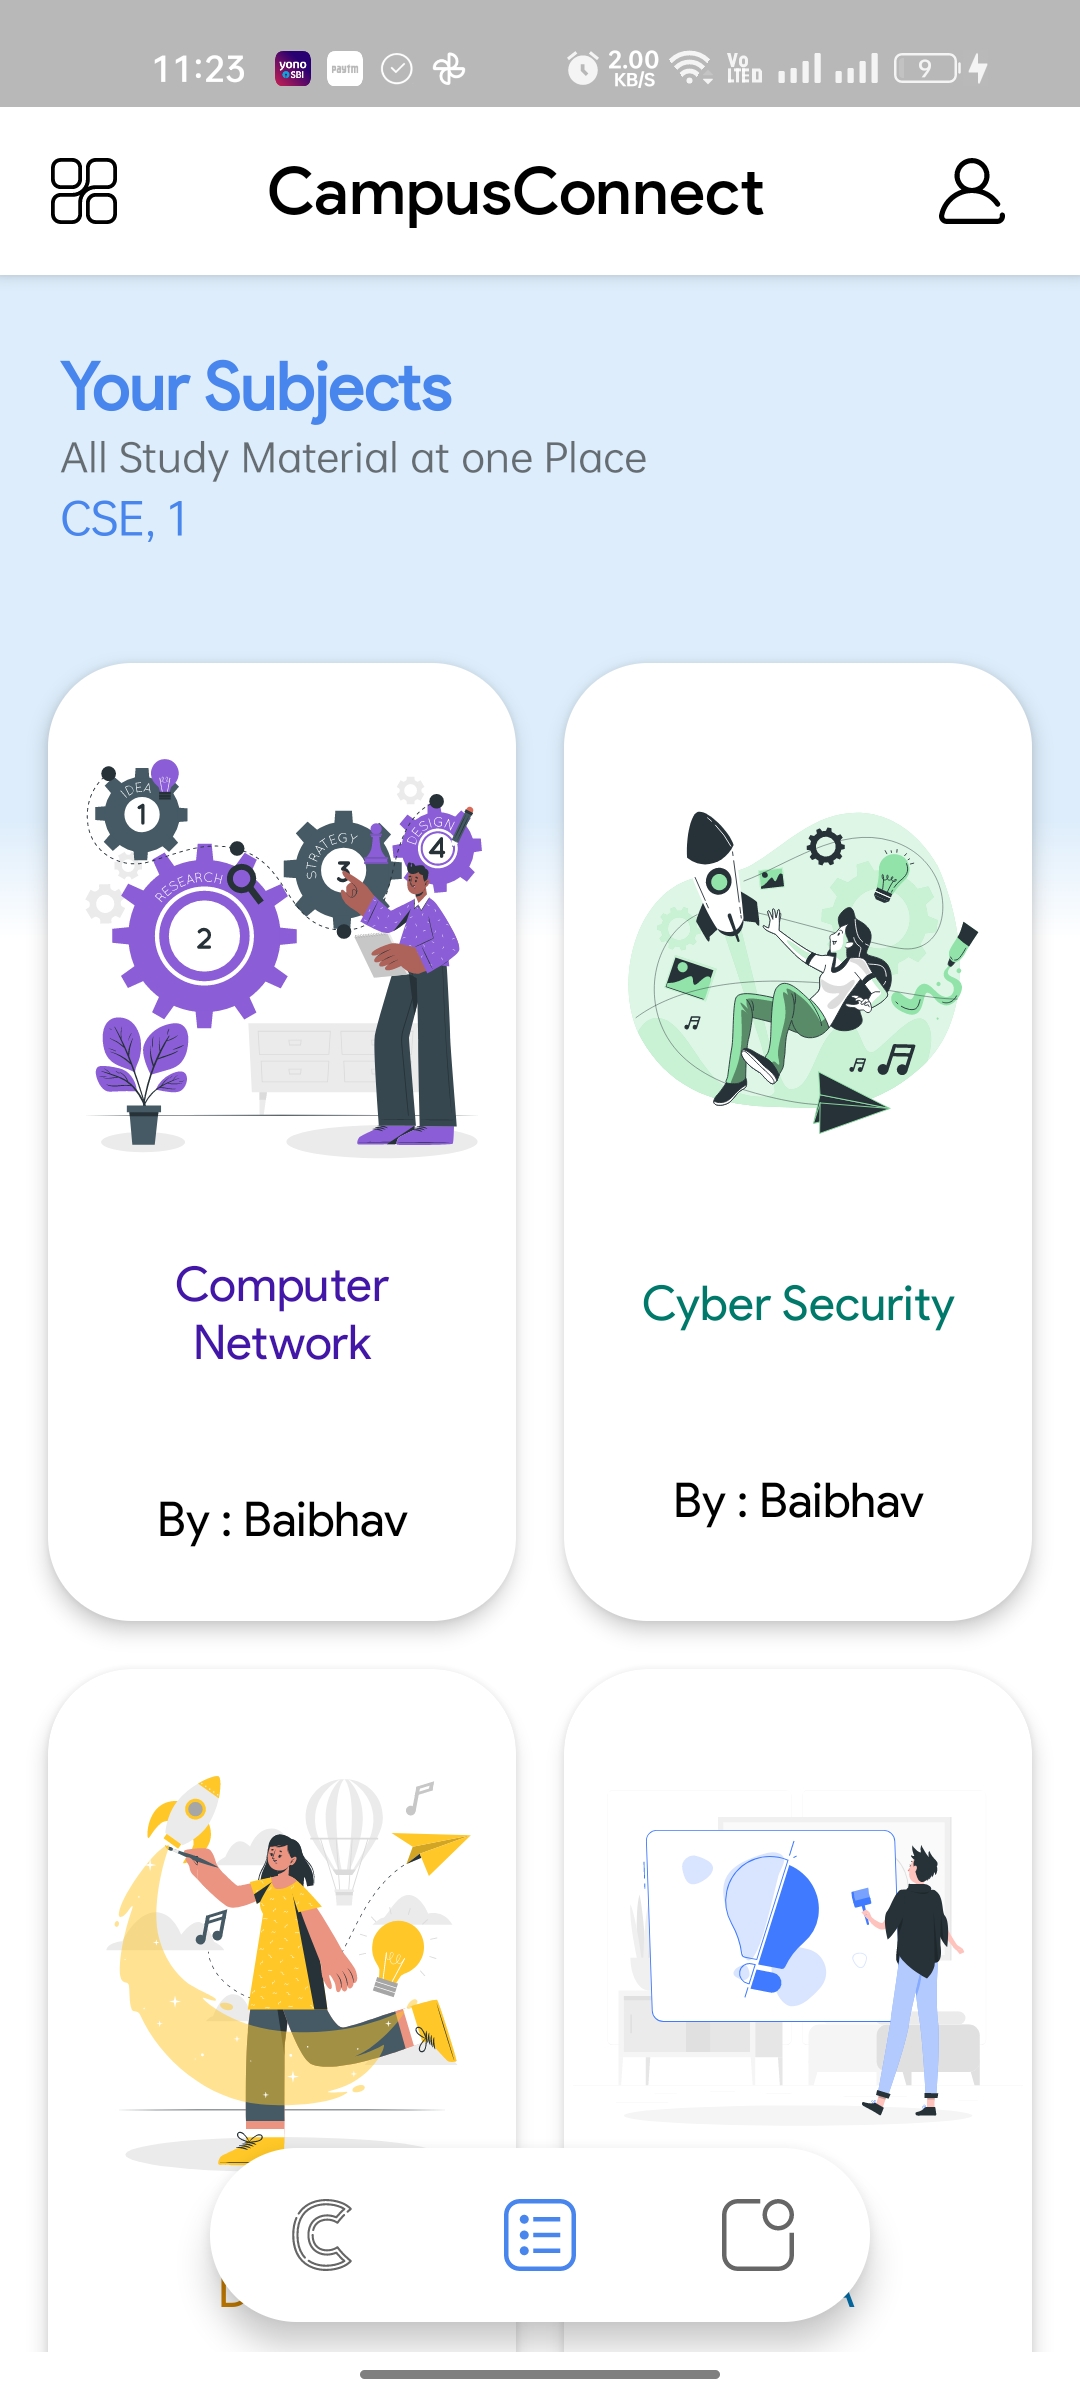 11:23
yono
SBI
paytm
2.00
KB/S
Vo
LTE
9
CampusConnect
Your Subjects
All Study Material at one Place
CSE, 1
IDEA
1
RESEARCH
2
STRATEGY
3
DESIGN
4
Computer
Network
Cyber Security
By : Baibhav
By : Baibhav